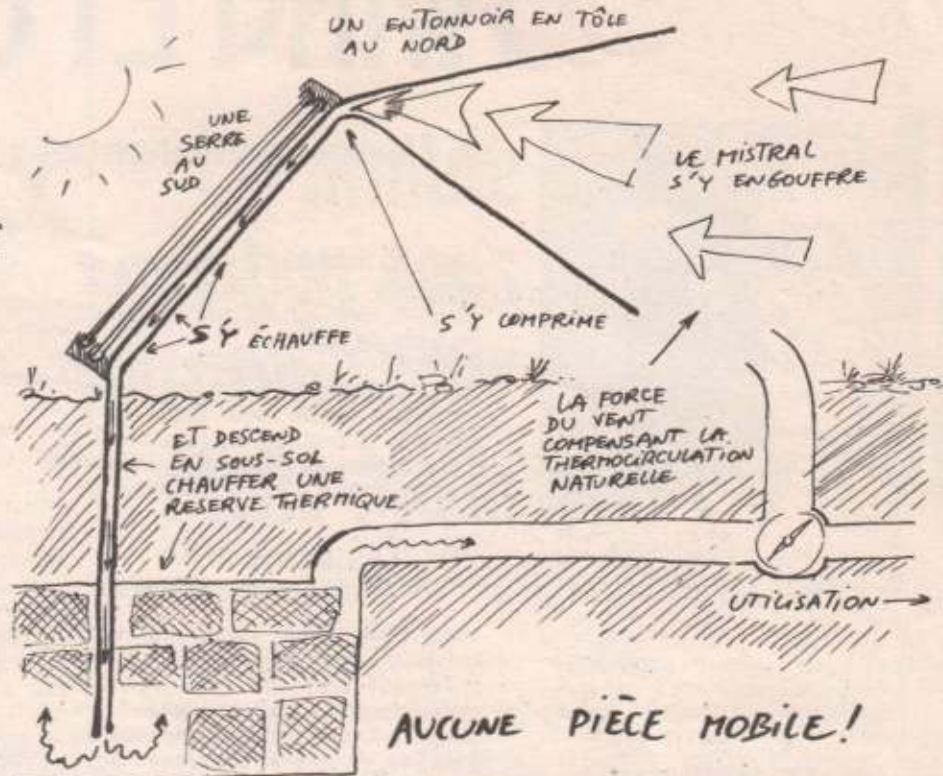 UN ENTONNOIR EN TÔLE
AU NORD
UNE
SERRE
AU
SUD
LE MISTRAL
S'Y ENGOUFFRE
S'Y ÉCHAUFFE
S'Y COMPRIME
ET DESCEND
EN SOUS-SOL
CHAUFFER UNE
RESERVE THERMIQUE
LA FORCE
DU VENT
COMPENSANT LA
THERMOCIRCULATION
NATURELLE
UTILISATION
AUCUNE PIÈCE MOBILE!